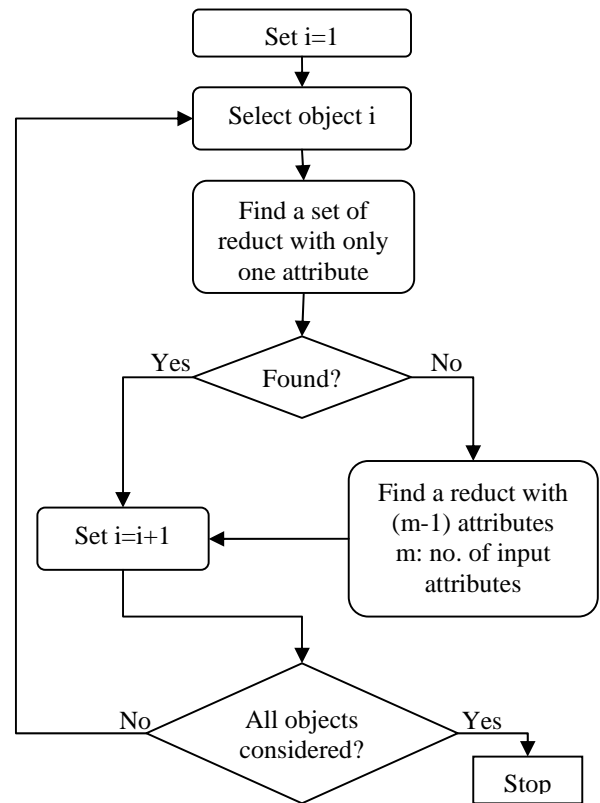 Set i=1
Select object i
Find a set of
reduct with only
one attribute
Yes
No
Found?
Find a reduct with
(m-1) attributes
m: no. of input
attributes
Set i=i+1
No
All objects
considered?
Yes
Stop